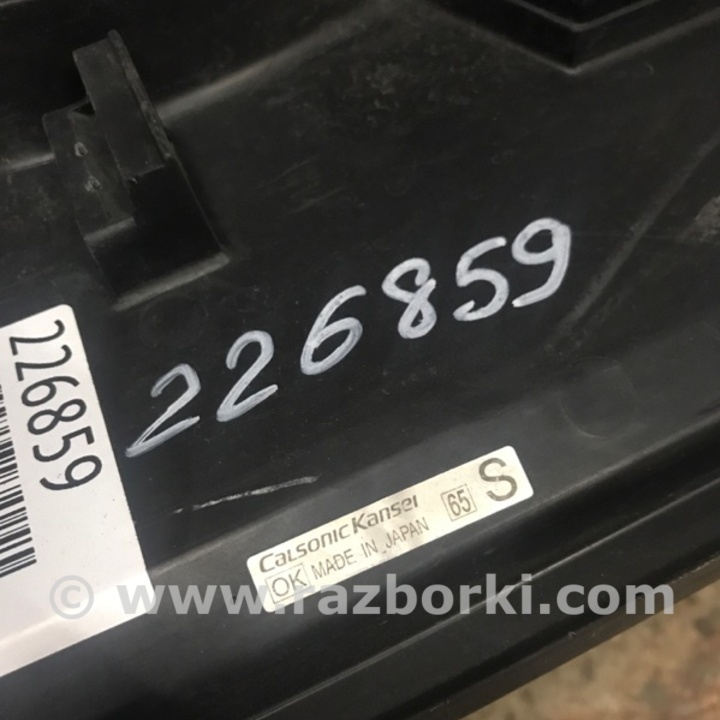 226859
226859
CalsonicKansei
OK MADE IN JAPAN 65 S
© www.razborki.com